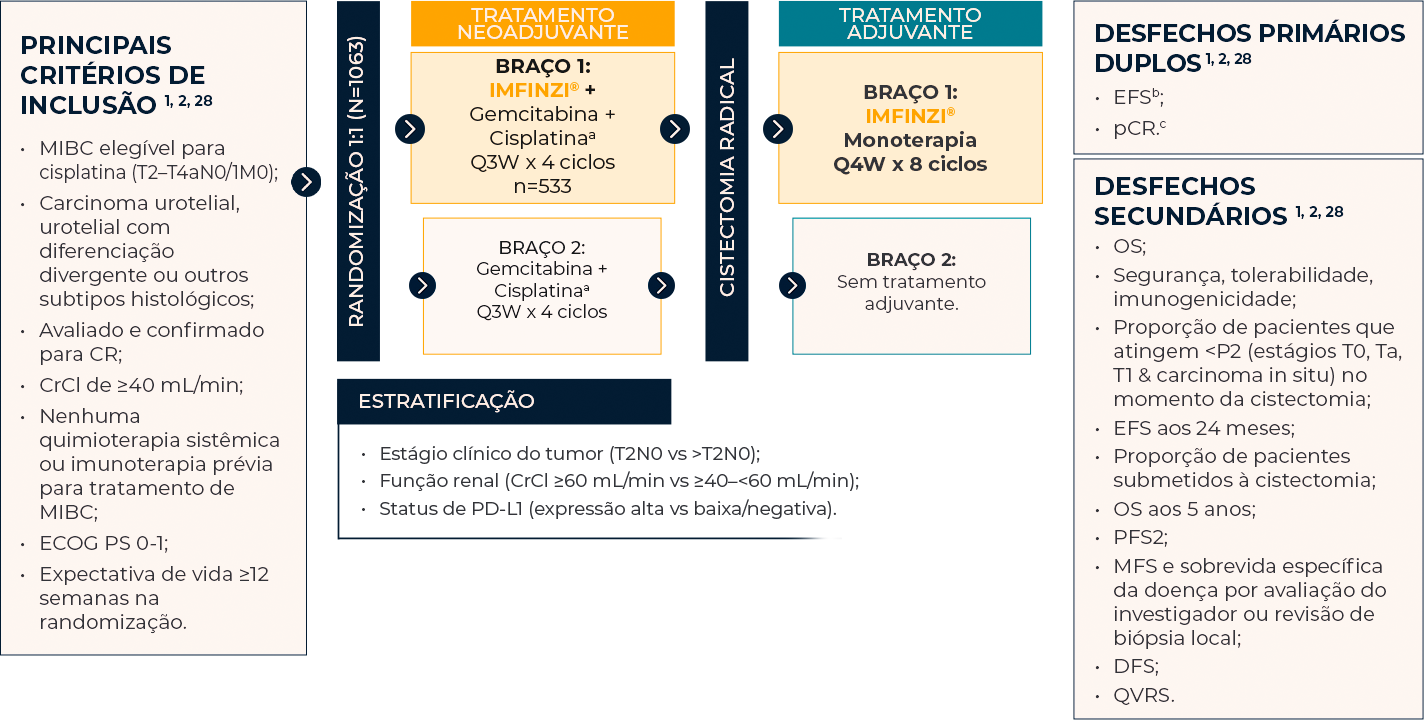 PRINCIPAIS
CRITÉRIOS DE
INCLUSÃO 1, 2, 28
• MIBC elegível para
cisplatina (T2–T4aN0/1M0);
• Carcinoma urotelial,
urotelial com
diferenciação
divergente ou outros
subtipos histológicos;
• Avaliado e confirmado
para CR;
• CrCl de ≥40 mL/min;
• Nenhuma
quimioterapia sistêmica
ou imunoterapia prévia
para tratamento de
MIBC;
• ECOG PS 0-1;
• Expectativa de vida ≥12
semanas na
randomização.
RANDOMIZAÇÃO 1:1 (N=1063)
TRATAMENTO
NEOADJUVANTE
BRAÇO 1:
IMFINZI® +
Gemcitabina +
Cisplatinaª
Q3W x 4 ciclos
n=533
BRAÇO 2:
Gemcitabina +
Cisplatinaª
Q3W x 4 ciclos
CISTECTOMIA RADICAL
TRATAMENTO
ADJUVANTE
BRAÇO 1:
IMFINZI®
Monoterapia
Q4W x 8 ciclos
BRAÇO 2:
Sem tratamento
adjuvante.
ESTRATIFICAÇÃO
• Estágio clínico do tumor (T2N0 vs >T2N0);
• Função renal (CrCl ≥60 mL/min vs ≥40–<60 mL/min);
• Status de PD-L1 (expressão alta vs baixa/negativa).
DESFECHOS PRIMÁRIOS
DUPLOS 1, 2, 28
• EFSᵇ;
• pCR.ᶜ
DESFECHOS
SECUNDÁRIOS 1, 2, 28
• OS;
• Segurança, tolerabilidade,
imunogenicidade;
• Proporção de pacientes que
atingem <P2 (estágios T0, Ta,
T1 & carcinoma in situ) no
momento da cistectomia;
• EFS aos 24 meses;
• Proporção de pacientes
submetidos à cistectomia;
• OS aos 5 anos;
• PFS2;
• MFS e sobrevida específica
da doença por avaliação do
investigador ou revisão de
biópsia local;
• DFS;
• QVRS.